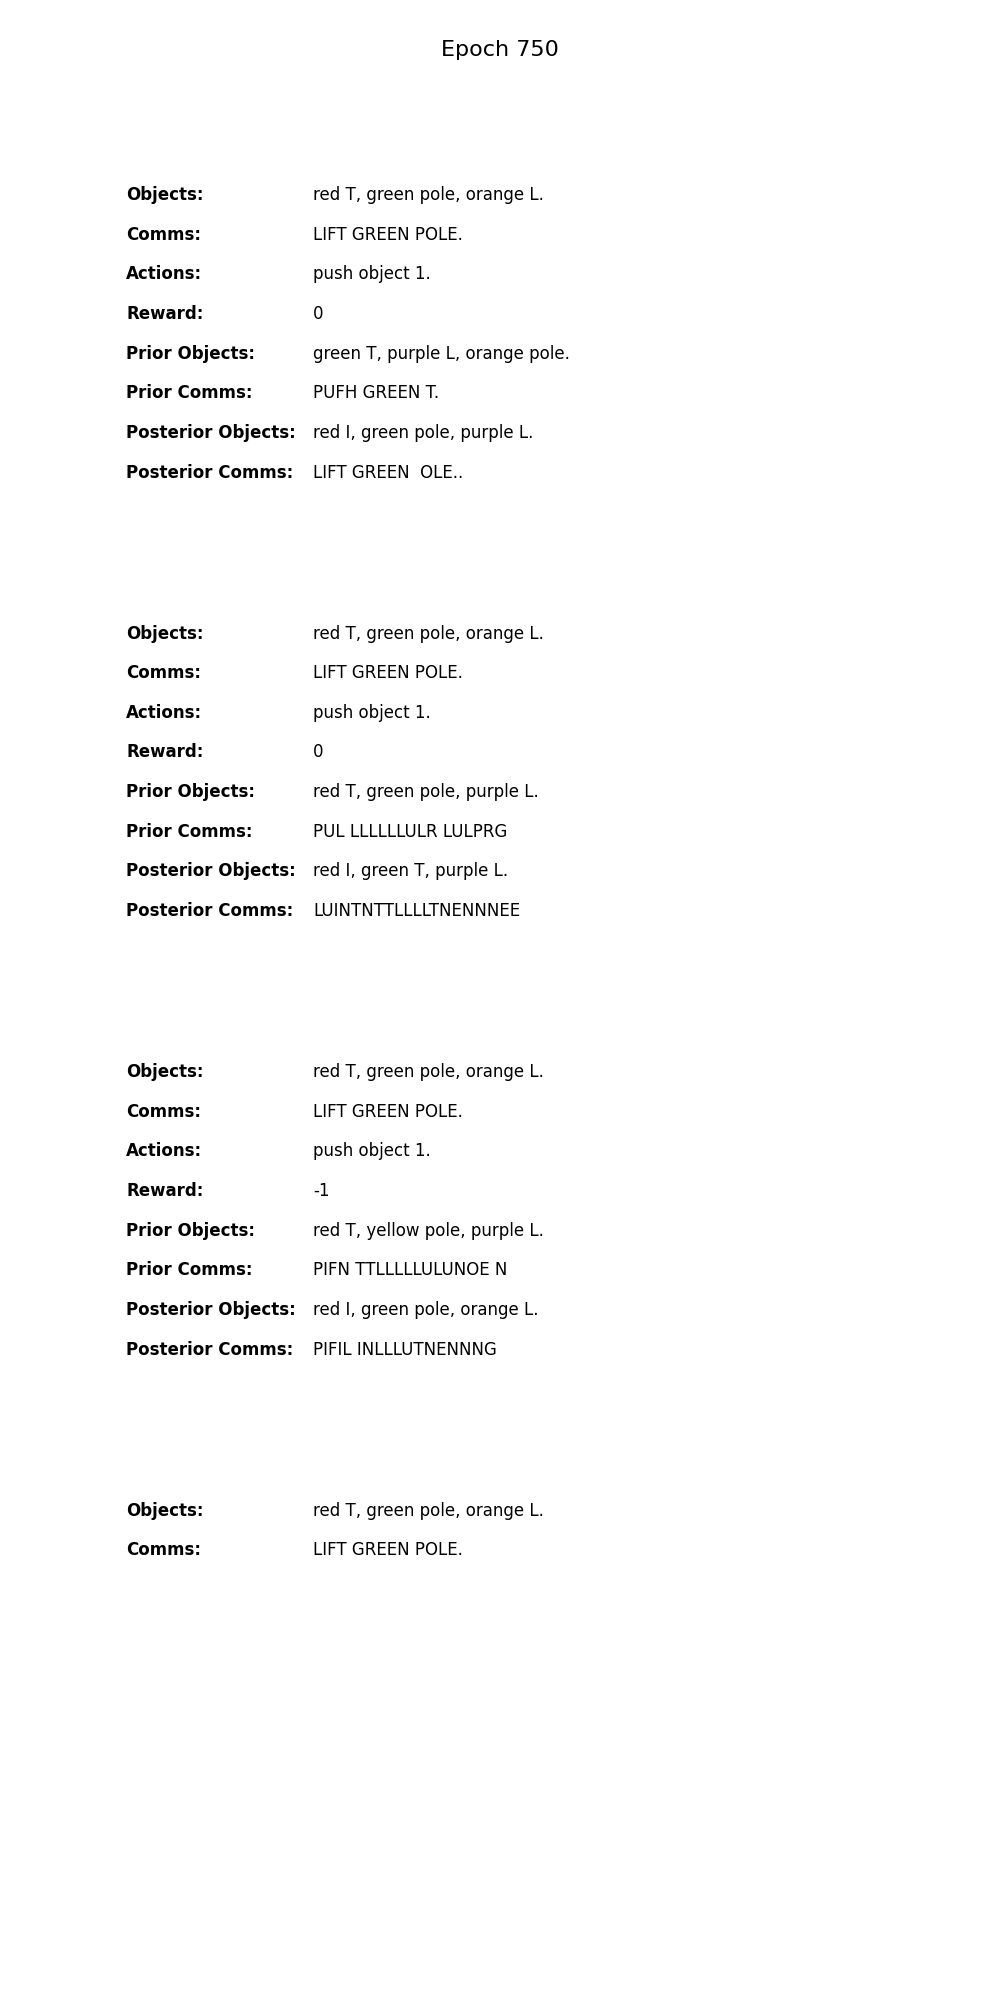 Epoch 750
Objects: red T, green pole, orange L.
Comms: LIFT GREEN POLE.
Actions: push object 1.
Reward: 0
Prior Objects: green T, purple L, orange pole.
Prior Comms: PUFH GREEN T.
Posterior Objects: red I, green pole, purple L.
Posterior Comms: LIFT GREEN  OLE..
Objects: red T, green pole, orange L.
Comms: LIFT GREEN POLE.
Actions: push object 1.
Reward: 0
Prior Objects: red T, green pole, purple L.
Prior Comms: PUL LLLLLLULR LULPRG
Posterior Objects: red I, green T, purple L.
Posterior Comms: LUINTNTTLLLLTNENNNEE
Objects: red T, green pole, orange L.
Comms: LIFT GREEN POLE.
Actions: push object 1.
Reward: -1
Prior Objects: red T, yellow pole, purple L.
Prior Comms: PIFN TTLLLLLULUNOE N
Posterior Objects: red I, green pole, orange L.
Posterior Comms: PIFIL INLLLUTNENNNG
Objects: red T, green pole, orange L.
Comms: LIFT GREEN POLE.